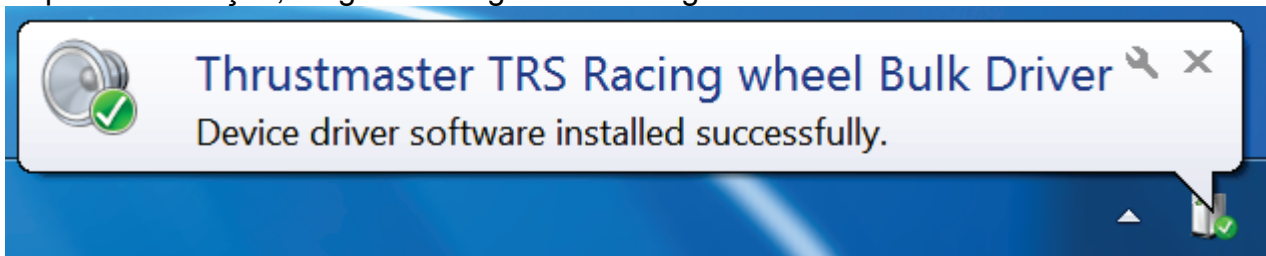 Thrustmaster TRS Racing wheel Bulk Driver
Device driver software installed successfully.